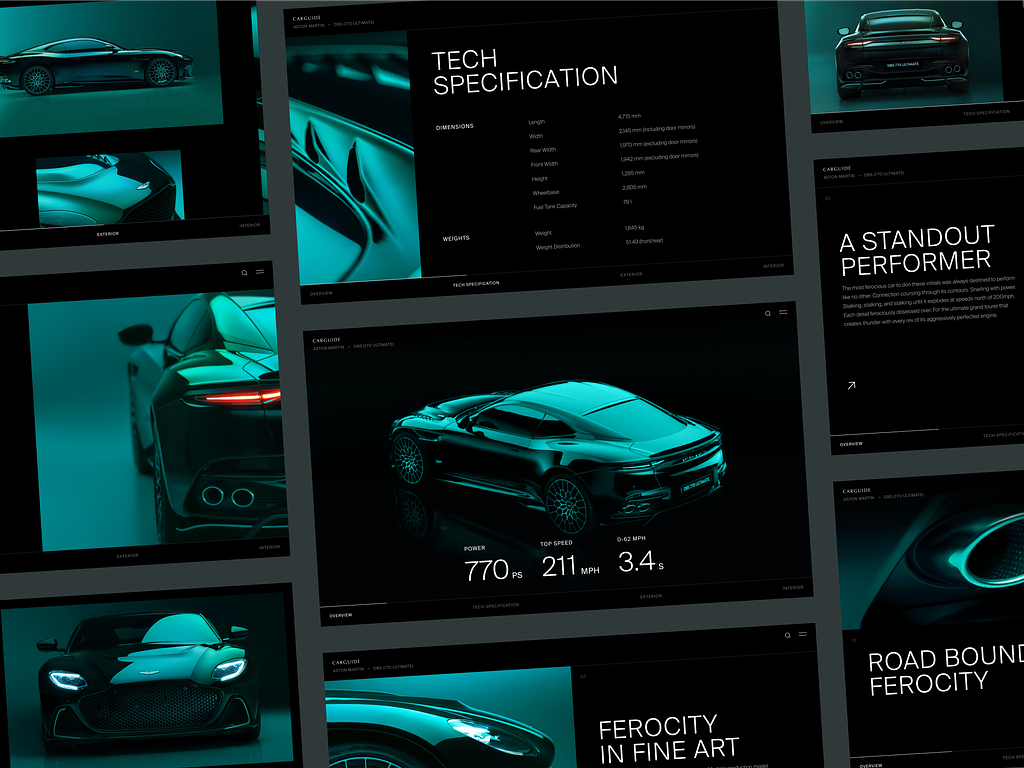 EXTERIOR
INTERIOR
EXTERIOR
INTERIOR
CARGUIDE
ASTON MARTIN — DBS (770 ULTIMATE)
TECH
SPECIFICATION
DIMENSIONS
Length 4,715 mm
Width 2,145 mm (including door mirrors)
Rear Width 1,970 mm (excluding door mirrors)
Front Width 1,942 mm (excluding door mirrors)
Height 1,285 mm
Wheelbase 2,805 mm
Fuel Tank Capacity 78 l
WEIGHTS
Weight 1,845 kg
Weight Distribution 51:49 (front/rear)
OVERVIEW
TECH SPECIFICATION
EXTERIOR
INTERIOR
CARGUIDE
ASTON MARTIN — DBS (770 ULTIMATE)
DBS 770 ULTIMATE
POWER
770 PS
TOP SPEED
211 MPH
0-62 MPH
3.4 S
OVERVIEW
TECH SPECIFICATION
EXTERIOR
INTERIOR
CARGUIDE
ASTON MARTIN — DBS (770 ULTIMATE)
FEROCITY
IN FINE ART
DBS 770 ULTIMATE
OVERVIEW
TECH SPECIFICATION
CARGUIDE
ASTON MARTIN — DBS (770 ULTIMATE)
A STANDOUT
PERFORMER
The most ferocious car to don these initials was always destined to perform
like no other. Connection coursing through its contours. Snarling with power.
Stalking, stalking, and stalking until it explodes at speeds north of 200mph.
Each detail ferociously obsessed over. For the ultimate grand tourer that
creates thunder with every rev of its aggressively perfected engine.
OVERVIEW
CARGUIDE
ASTON MARTIN — DBS (770 ULTIMATE)
ROAD BOUND
FEROCITY
OVERVIEW